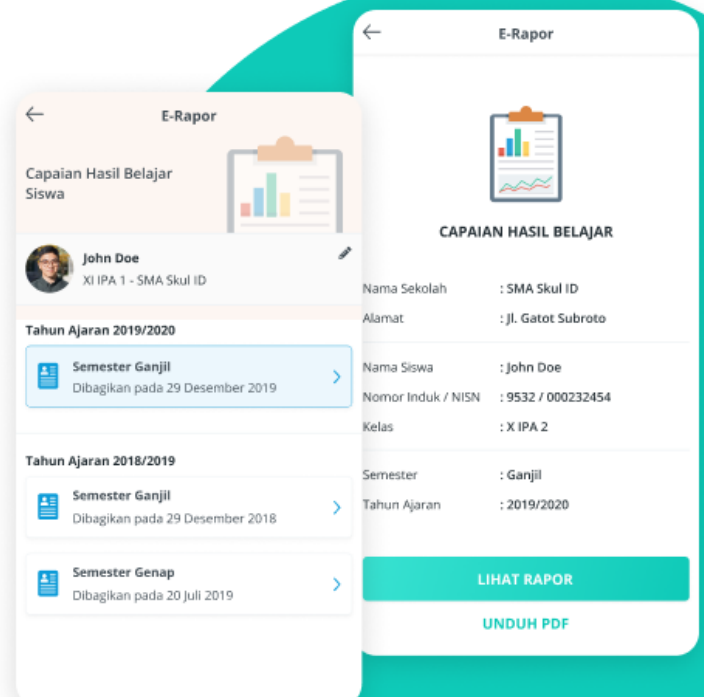 E-Rapor
Capaian Hasil Belajar
Siswa
John Doe
XI IPA 1 - SMA Skul ID
Tahun Ajaran 2019/2020
Semester Ganjil
Dibagikan pada 29 Desember 2019
Tahun Ajaran 2018/2019
Semester Ganjil
Dibagikan pada 29 Desember 2018
Semester Genap
Dibagikan pada 20 Juli 2019
E-Rapor
CAPAIAN HASIL BELAJAR
Nama Sekolah : SMA Skul ID
Alamat : Jl. Gatot Subroto
Nama Siswa : John Doe
Nomor Induk / NISN : 9532 / 000232454
Kelas : X IPA 2
Semester : Ganjil
Tahun Ajaran : 2019/2020
LIHAT RAPOR
UNDUH PDF